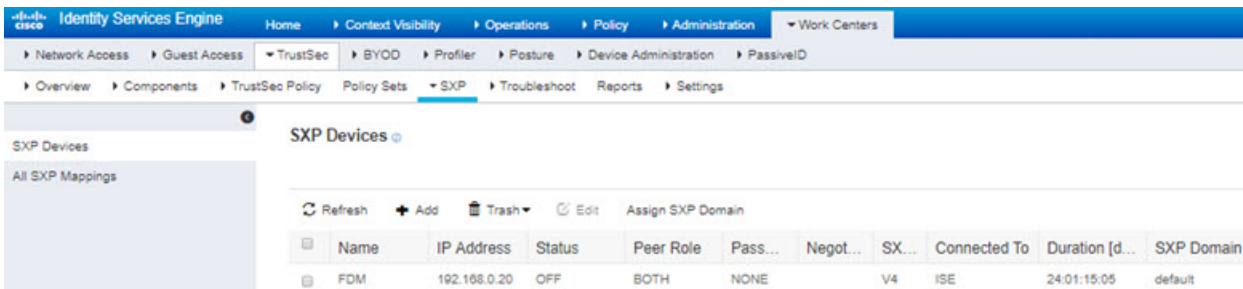 cisco Identity Services Engine Home Context Visibility Operations Policy Administration Work Centers
Network Access Guest Access TrustSec BYOD Profiler Posture Device Administration PassiveID
Overview Components TrustSec Policy Policy Sets SXP Troubleshoot Reports Settings
SXP Devices
All SXP Mappings
SXP Devices
Refresh Add Trash Edit Assign SXP Domain
Name IP Address Status Peer Role Pass... Negot... SX... Connected To Duration [d... SXP Domain
FDM 192.168.0.20 OFF BOTH NONE V4 ISE 24:01:15:05 default